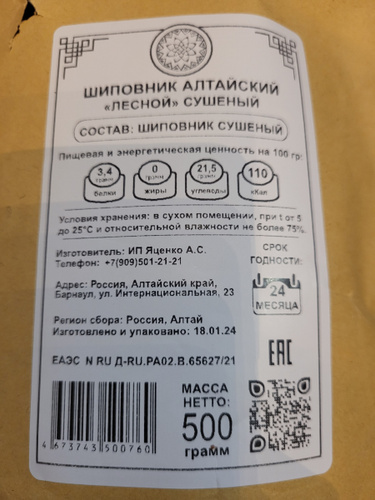 ШИПОВНИК АЛТАЙСКИЙ
«ЛЕСНОЙ» СУШЕНЫЙ
СОСТАВ: ШИПОВНИК СУШЕНЫЙ
Пищевая и энергетическая ценность на 100 гр:
3,4 грамм белки
0 грамм жиры
21,5 грамм углеводы
110 кКал
Условия хранения: в сухом помещении, при t от 5
до 25°С и относительной влажности не более 75%.
Изготовитель: ИП Яценко А.С.
Телефон: +7(909)501-21-21
Адрес: Россия, Алтайский край,
Барнаул, ул. Интернациональная, 23
СРОК
ГОДНОСТИ:
24
МЕСЯЦА
Регион сбора: Россия, Алтай
Изготовлено и упаковано: 18.01.24
ЕАЭС N RU Д-RU.РА02.В.65627/21
EAC
МАССА
НЕТТО:
500
грамм
4 673743 500760